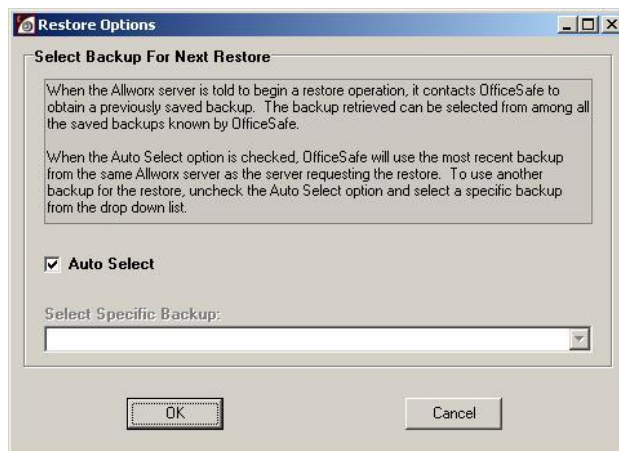 Restore Options
Select Backup For Next Restore
When the Allworx server is told to begin a restore operation, it contacts OfficeSafe to
obtain a previously saved backup.  The backup retrieved can be selected from among all
the saved backups known by OfficeSafe.
When the Auto Select option is checked, OfficeSafe will use the most recent backup
from the same Allworx server as the server requesting the restore.  To use another
backup for the restore, uncheck the Auto Select option and select a specific backup
from the drop down list.
Auto Select
Select Specific Backup:
OK
Cancel